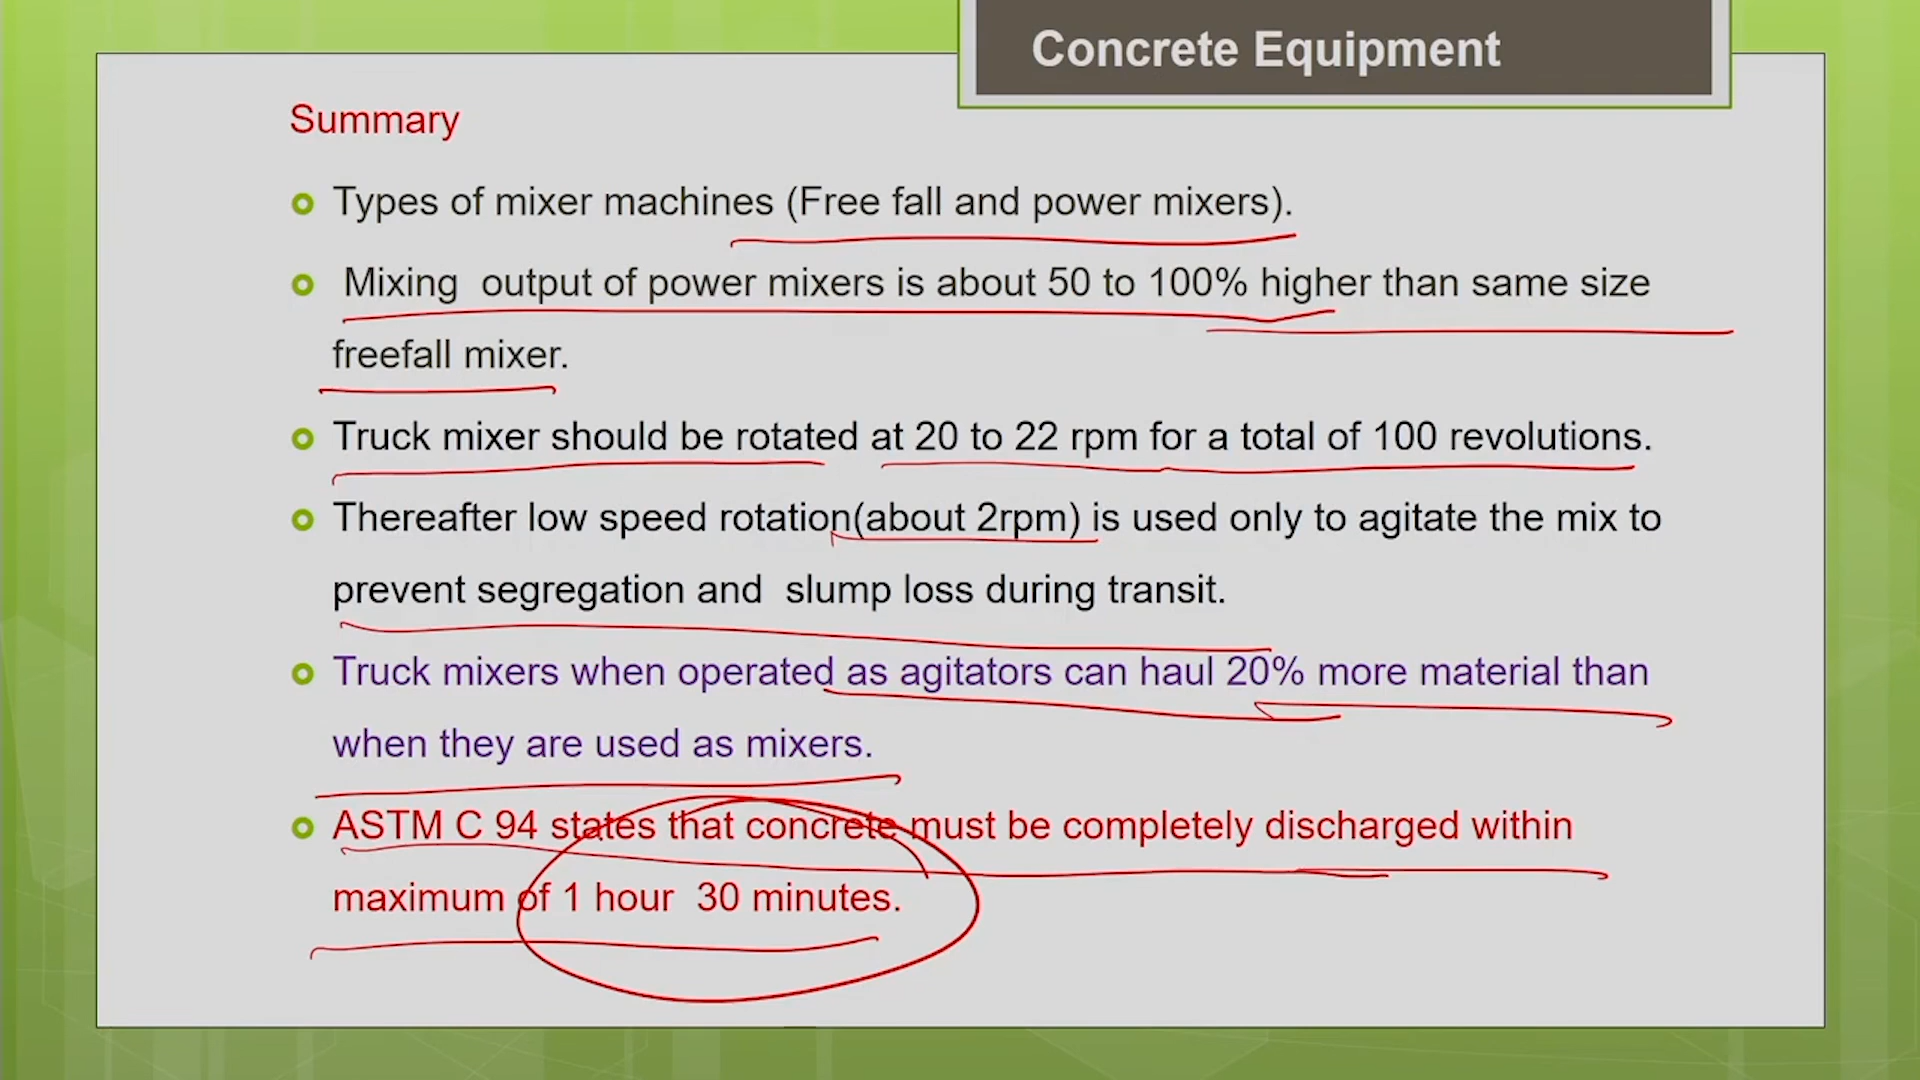 Concrete Equipment
Summary
Types of mixer machines (Free fall and power mixers).
Mixing output of power mixers is about 50 to 100% higher than same size
freefall mixer.
Truck mixer should be rotated at 20 to 22 rpm for a total of 100 revolutions.
Thereafter low speed rotation(about 2rpm) is used only to agitate the mix to
prevent segregation and slump loss during transit.
Truck mixers when operated as agitators can haul 20% more material than
when they are used as mixers.
ASTM C 94 states that concrete must be completely discharged within
maximum of 1 hour 30 minutes.